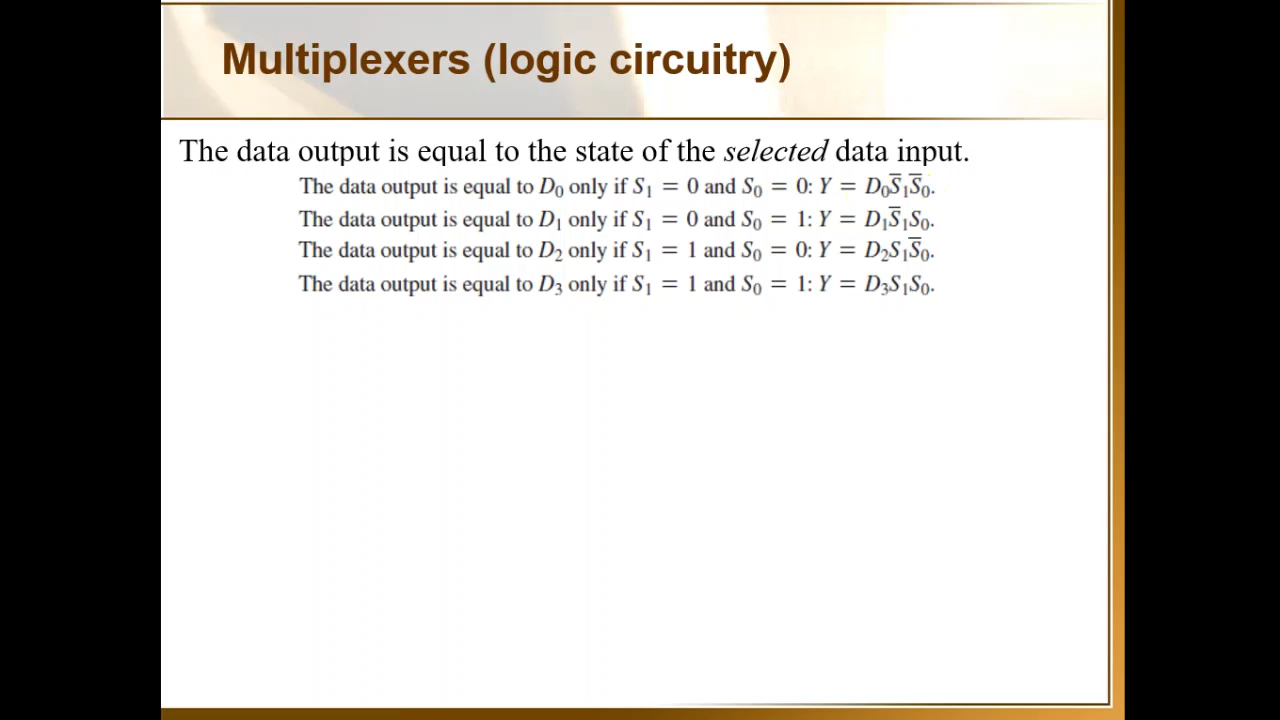 Multiplexers (logic circuitry)
The data output is equal to the state of the selected data input.
The data output is equal to D₀ only if S₁ = 0 and S₀ = 0: Y = D₀S̅₁S̅₀.
The data output is equal to D₁ only if S₁ = 0 and S₀ = 1: Y = D₁S̅₁S₀.
The data output is equal to D₂ only if S₁ = 1 and S₀ = 0: Y = D₂S₁S̅₀.
The data output is equal to D₃ only if S₁ = 1 and S₀ = 1: Y = D₃S₁S₀.